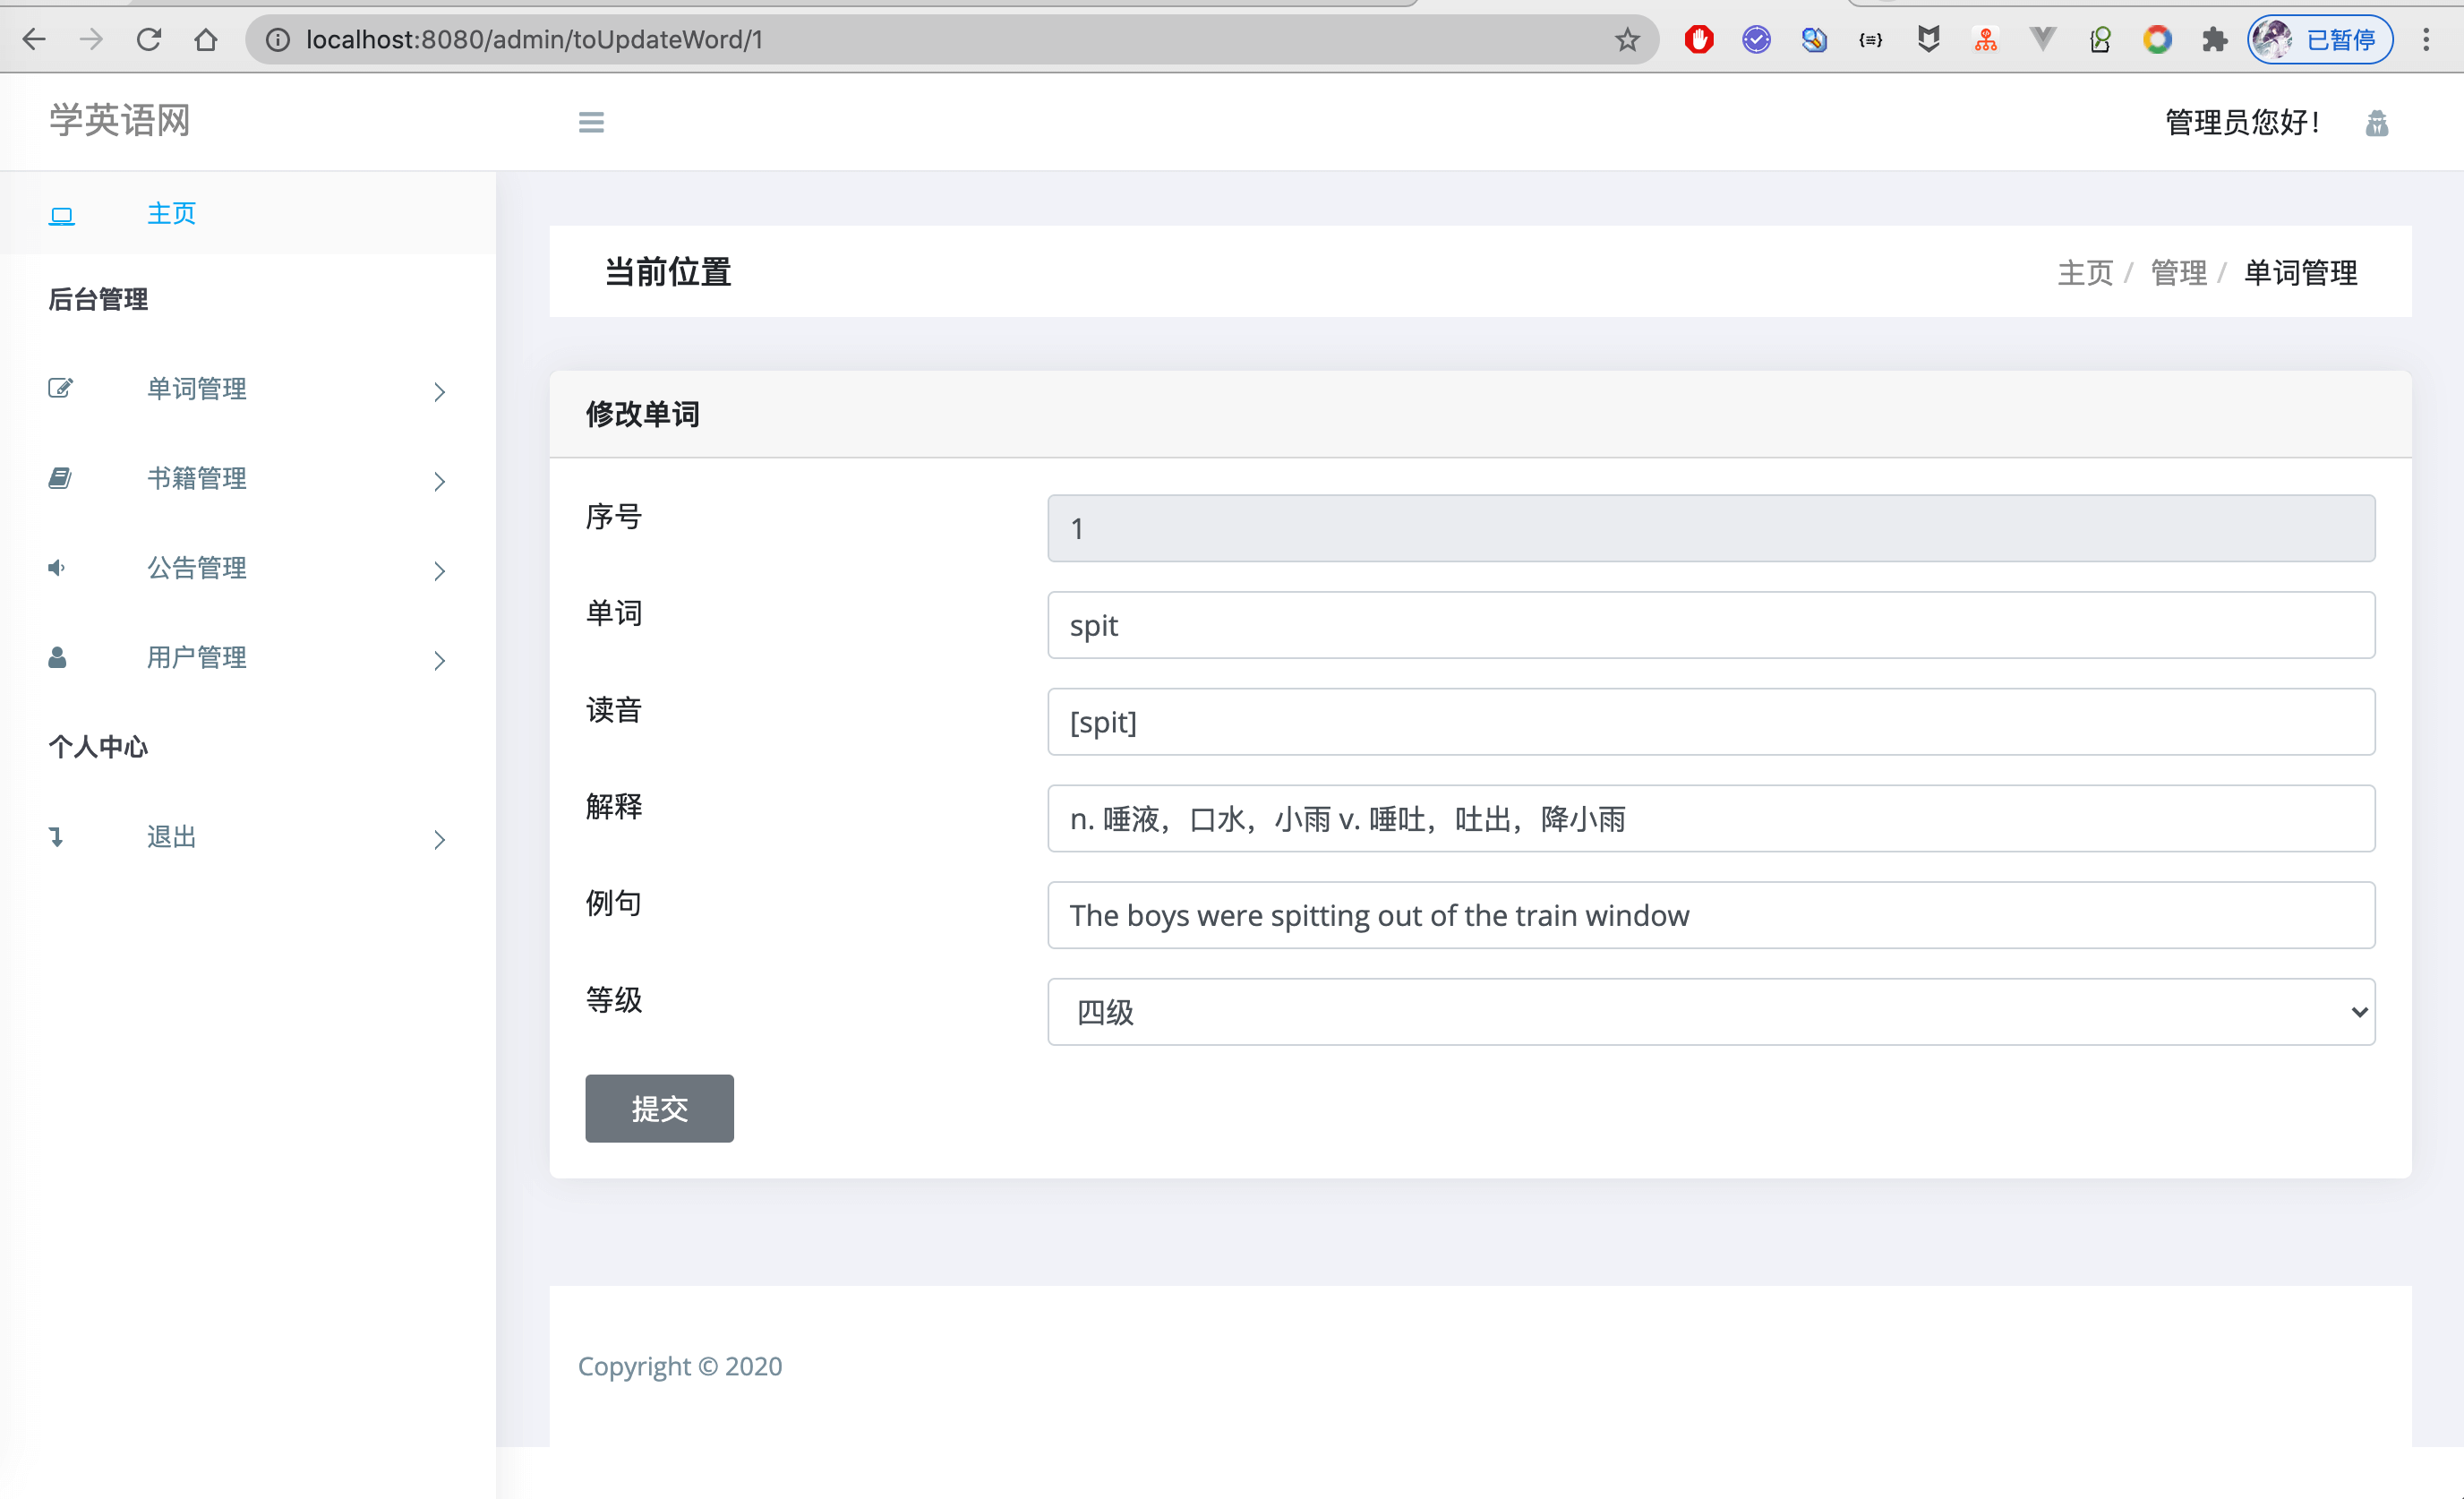 localhost:8080/admin/toUpdateWord/1
已暂停
学英语网
管理员您好！
主页
后台管理
单词管理
书籍管理
公告管理
用户管理
个人中心
退出
当前位置
主页 / 管理 / 单词管理
修改单词
序号
1
单词
spit
读音
[spit]
解释
n. 唾液，口水，小雨 v. 唾吐，吐出，降小雨
例句
The boys were spitting out of the train window
等级
四级
提交
Copyright © 2020